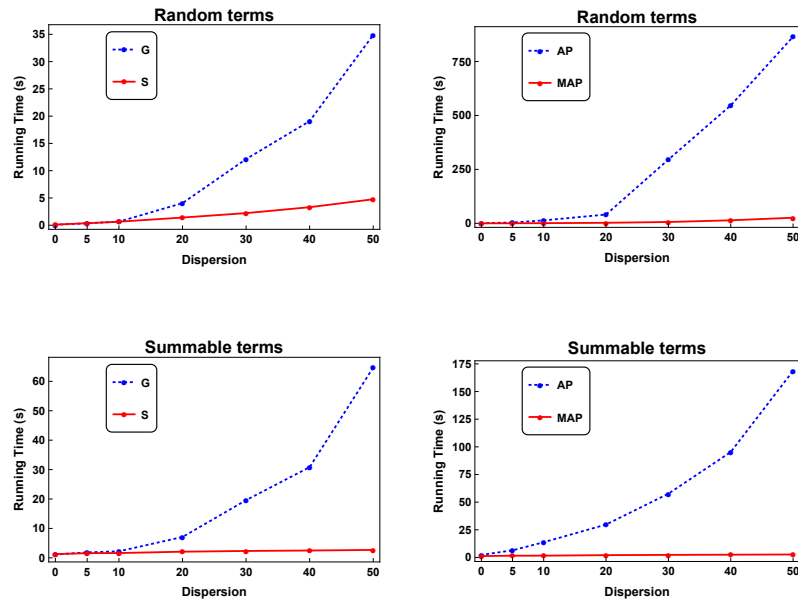 Random terms
G
S
Running Time (s)
35
30
25
20
15
10
5
0
0 5 10 20 30 40 50
Dispersion
Random terms
AP
MAP
Running Time (s)
750
500
250
0
0 5 10 20 30 40 50
Dispersion
Summable terms
G
S
Running Time (s)
60
50
40
30
20
10
0
0 5 10 20 30 40 50
Dispersion
Summable terms
AP
MAP
Running Time (s)
175
150
125
100
75
50
25
0
0 5 10 20 30 40 50
Dispersion